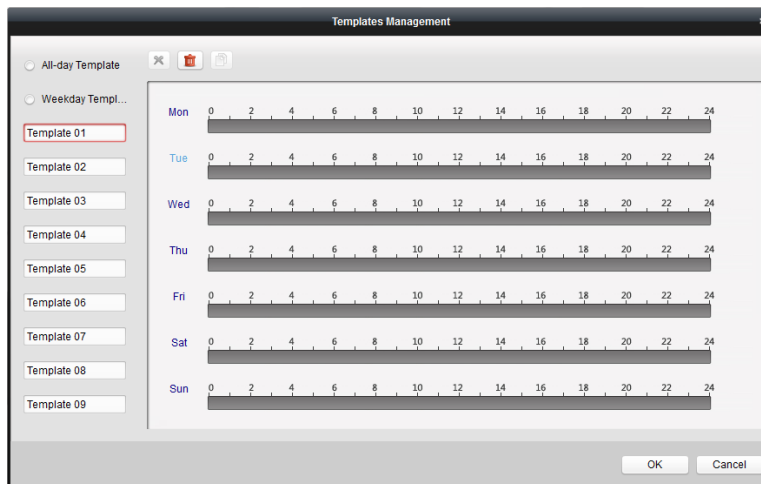 Templates Management
All-day Template
Weekday Templ...
Template 01
Template 02
Template 03
Template 04
Template 05
Template 06
Template 07
Template 08
Template 09
Mon 0 2 4 6 8 10 12 14 16 18 20 22 24
Tue 0 2 4 6 8 10 12 14 16 18 20 22 24
Wed 0 2 4 6 8 10 12 14 16 18 20 22 24
Thu 0 2 4 6 8 10 12 14 16 18 20 22 24
Fri 0 2 4 6 8 10 12 14 16 18 20 22 24
Sat 0 2 4 6 8 10 12 14 16 18 20 22 24
Sun 0 2 4 6 8 10 12 14 16 18 20 22 24
OK Cancel